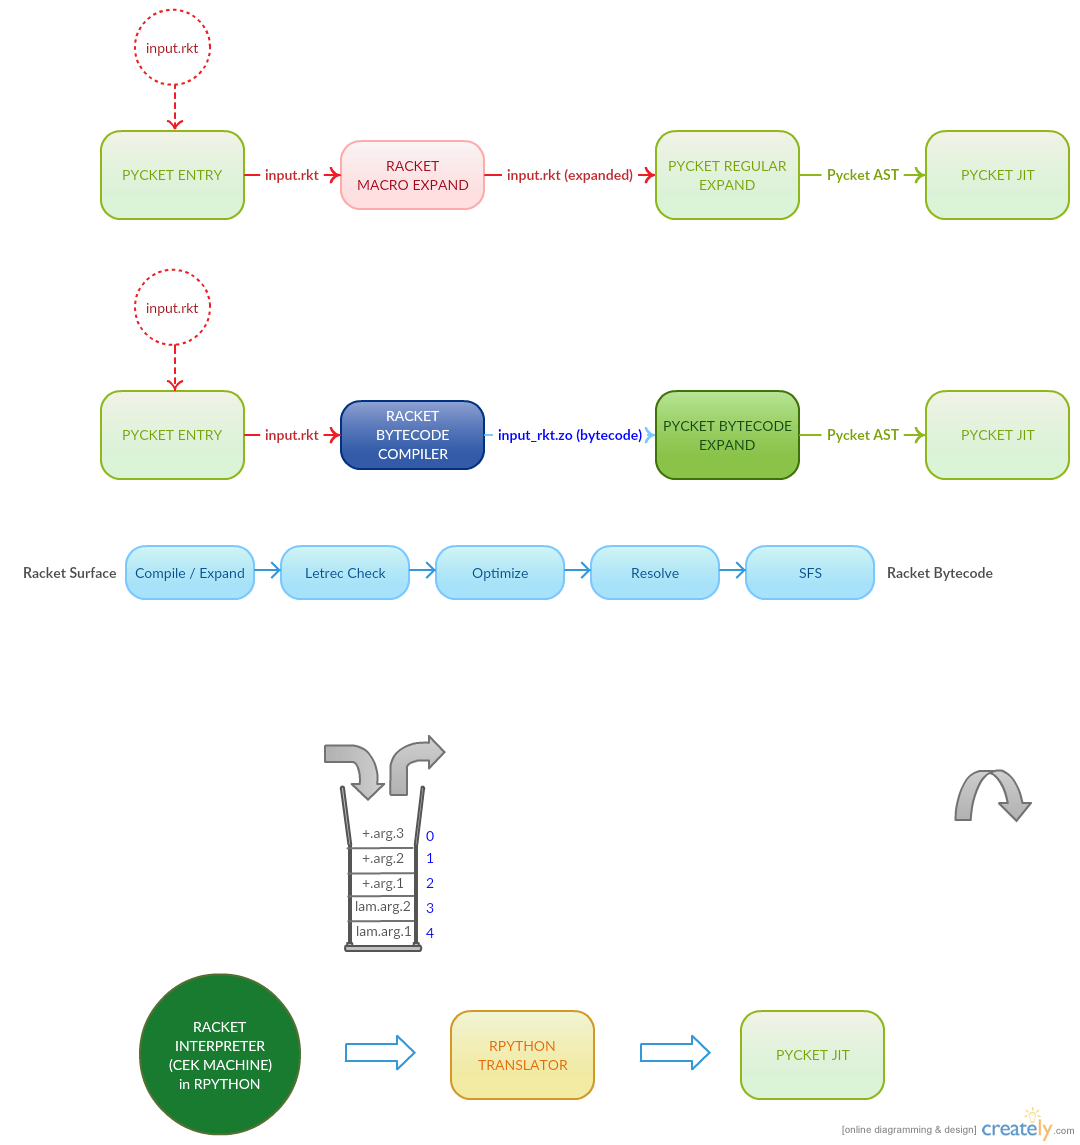 input.rkt
PYCKET ENTRY
input.rkt
RACKET
MACRO EXPAND
input.rkt (expanded)
PYCKET REGULAR
EXPAND
Pycket AST
PYCKET JIT
input.rkt
PYCKET ENTRY
input.rkt
RACKET
BYTECODE
COMPILER
input_rkt.zo (bytecode)
PYCKET BYTECODE
EXPAND
Pycket AST
PYCKET JIT
Racket Surface
Compile / Expand
Letrec Check
Optimize
Resolve
SFS
Racket Bytecode
+.arg.3 0
+.arg.2 1
+.arg.1 2
lam.arg.2 3
lam.arg.1 4
RACKET
INTERPRETER
(CEK MACHINE)
in RPYTHON
RPYTHON
TRANSLATOR
PYCKET JIT
[online diagramming & design] creately.com